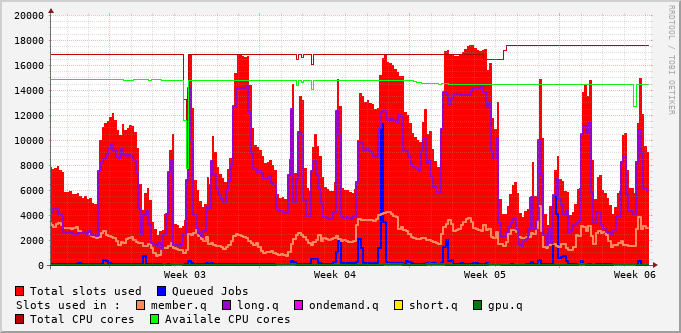 20000
18000
16000
14000
12000
10000
8000
6000
4000
2000
0
Week 03 Week 04 Week 05 Week 06
RRDTOOL / TOBI OETIKER
Total slots used Queued Jobs
Slots used in : member.q long.q ondemand.q short.q gpu.q
Total CPU cores Availale CPU cores